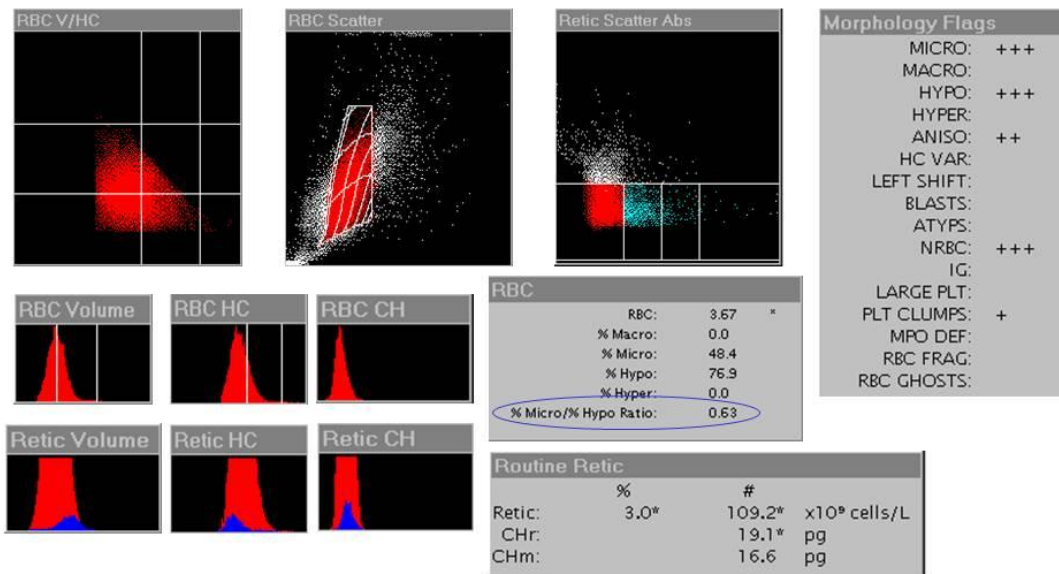 RBC V/HC
RBC Scatter
Retic Scatter Abs
Morphology Flags
MICRO: +++
MACRO:
HYPO: +++
HYPER:
ANISO: ++
HC VAR:
LEFT SHIFT:
BLASTS:
ATYPS:
NRBC: +++
IG:
LARGE PLT:
PLT CLUMPS: +
MPO DEF:
RBC FRAG:
RBC GHOSTS:
RBC Volume
RBC HC
RBC CH
Retic Volume
Retic HC
Retic CH
RBC
RBC: 3.67 *
% Macro: 0.0
% Micro: 48.4
% Hypo: 76.9
% Hyper: 0.0
% Micro/% Hypo Ratio: 0.63
Routine Retic
% #
Retic: 3.0* 109.2* x10⁹ cells/L
CHr: 19.1* pg
CHm: 16.6 pg